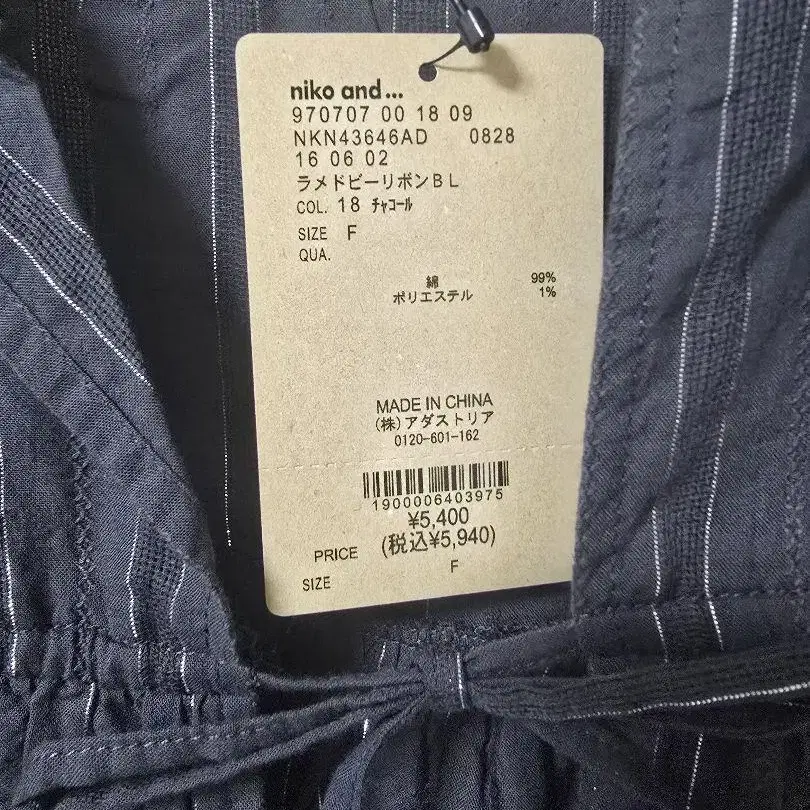 niko and...
970707 00 18 09
NKN43646AD 0828
16 06 02
ラメドビーリボンBL
COL. 18 ﾁｬｺｰﾙ
SIZE F
QUA.
綿 99%
ポリエステル 1%
MADE IN CHINA
(株)アダストリア
0120-601-162
1900006403975
¥5,400
PRICE (税込¥5,940)
SIZE F